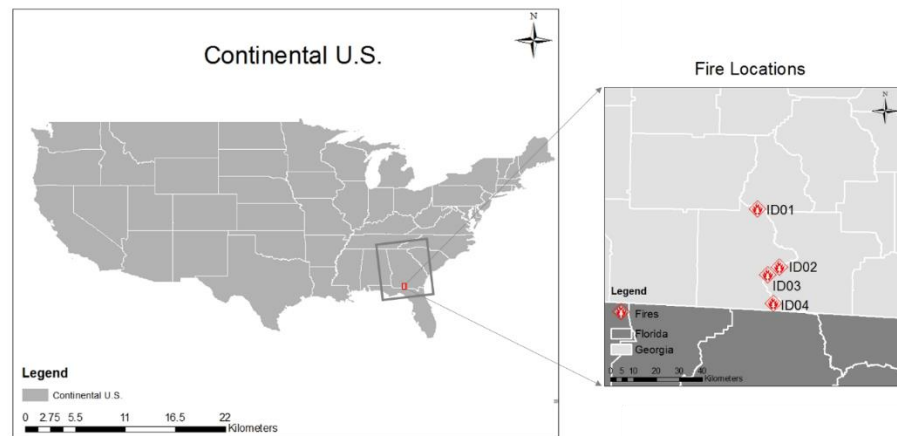 N
Continental U.S.
Legend
Continental U.S.
0 2.75 5.5 11 16.5 22
Kilometers
Fire Locations
N
ID01
ID02
ID03
ID04
Legend
Fires
Florida
Georgia
0 5 10 20 30 40
Kilometers